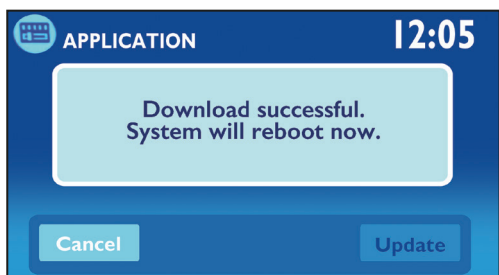 APPLICATION 12:05
Download successful.
System will reboot now.
Cancel Update